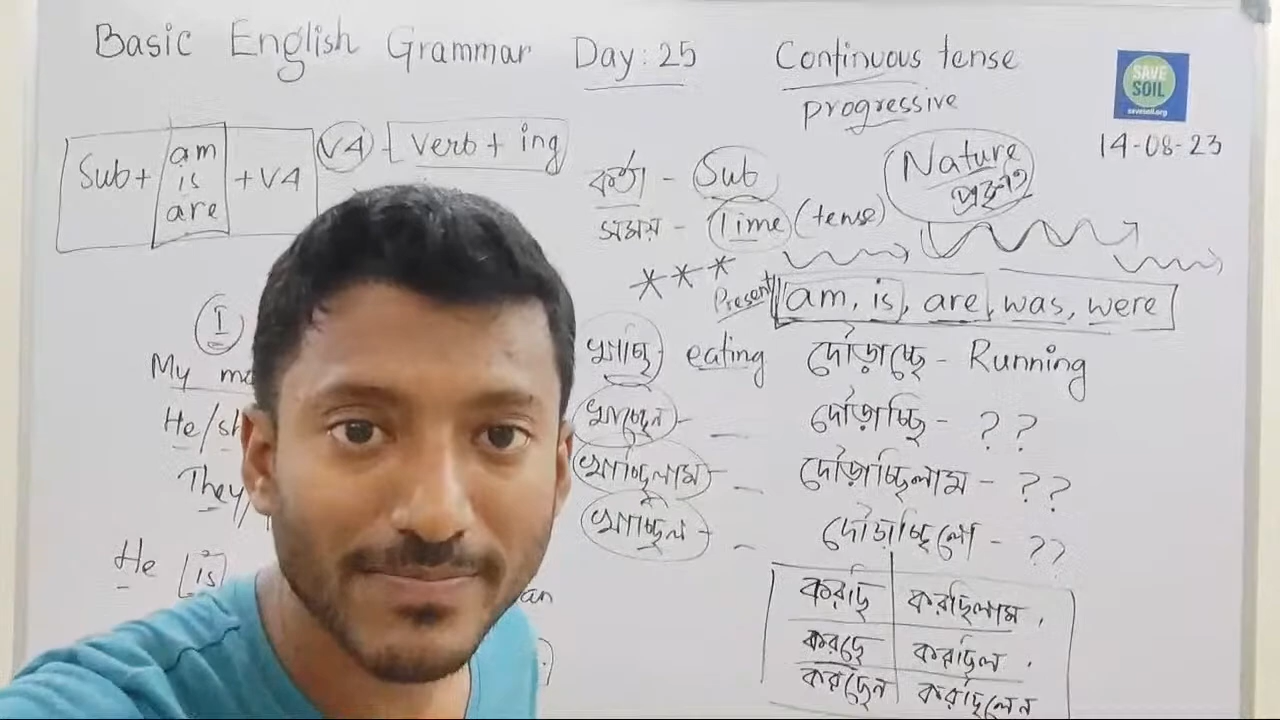 Basic English Grammar Day: 25 Continuous tense
progressive
SAVE
SOIL
savesoil.org
14-08-23
Sub+ am is are +V4
V4 verb + ing
কর্তা - Sub
সময় - Time (tense)
Nature
*** Present am, is, are, was, were
I
My
খাচ্ছি eating দৌড়াচ্ছে - Running
He/sh
খাচ্ছেন - দৌড়াচ্ছি - ??
They/
খাচ্ছিলাম - দৌড়াচ্ছিলাম - ??
খাচ্ছিল - দৌড়াচ্ছিলো - ??
He is
করছি করছিলাম,
করছে করছিল,
করছেন করছিলেন